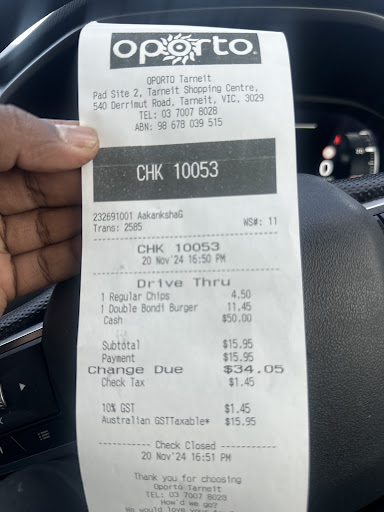 oporto
OPORTO Tarneit
Pad Site 2, Tarneit Shopping Centre,
540 Derrimut Road, Tarneit, VIC, 3029
TEL: 03 7007 8028
ABN: 98 678 039 515
CHK 10053
232691001 AakankshaG WS#: 11
Trans: 2585
CHK 10053
20 Nov'24 16:50 PM
Drive Thru
1 Regular Chips 4.50
1 Double Bondi Burger 11.45
Cash $50.00
Subtotal $15.95
Payment $15.95
Change Due $34.05
Check Tax $1.45
10% GST $1.45
Australian GSTTaxable* $15.95
---- Check Closed ----
20 Nov'24 16:51 PM
Thank you for choosing
Oporto Tarneit
TEL: 03 7007 8028
How'd we go?